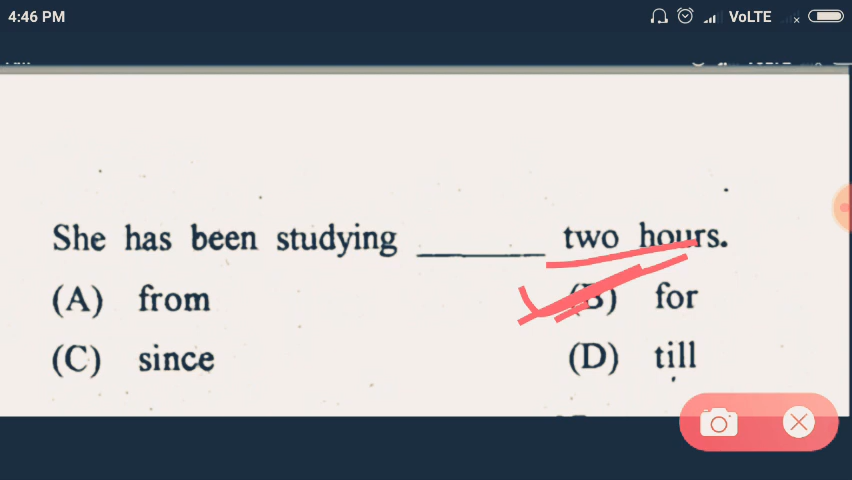 4:46 PM
VoLTE
She has been studying ______ two hours.
(A) from
(B) for
(C) since
(D) till